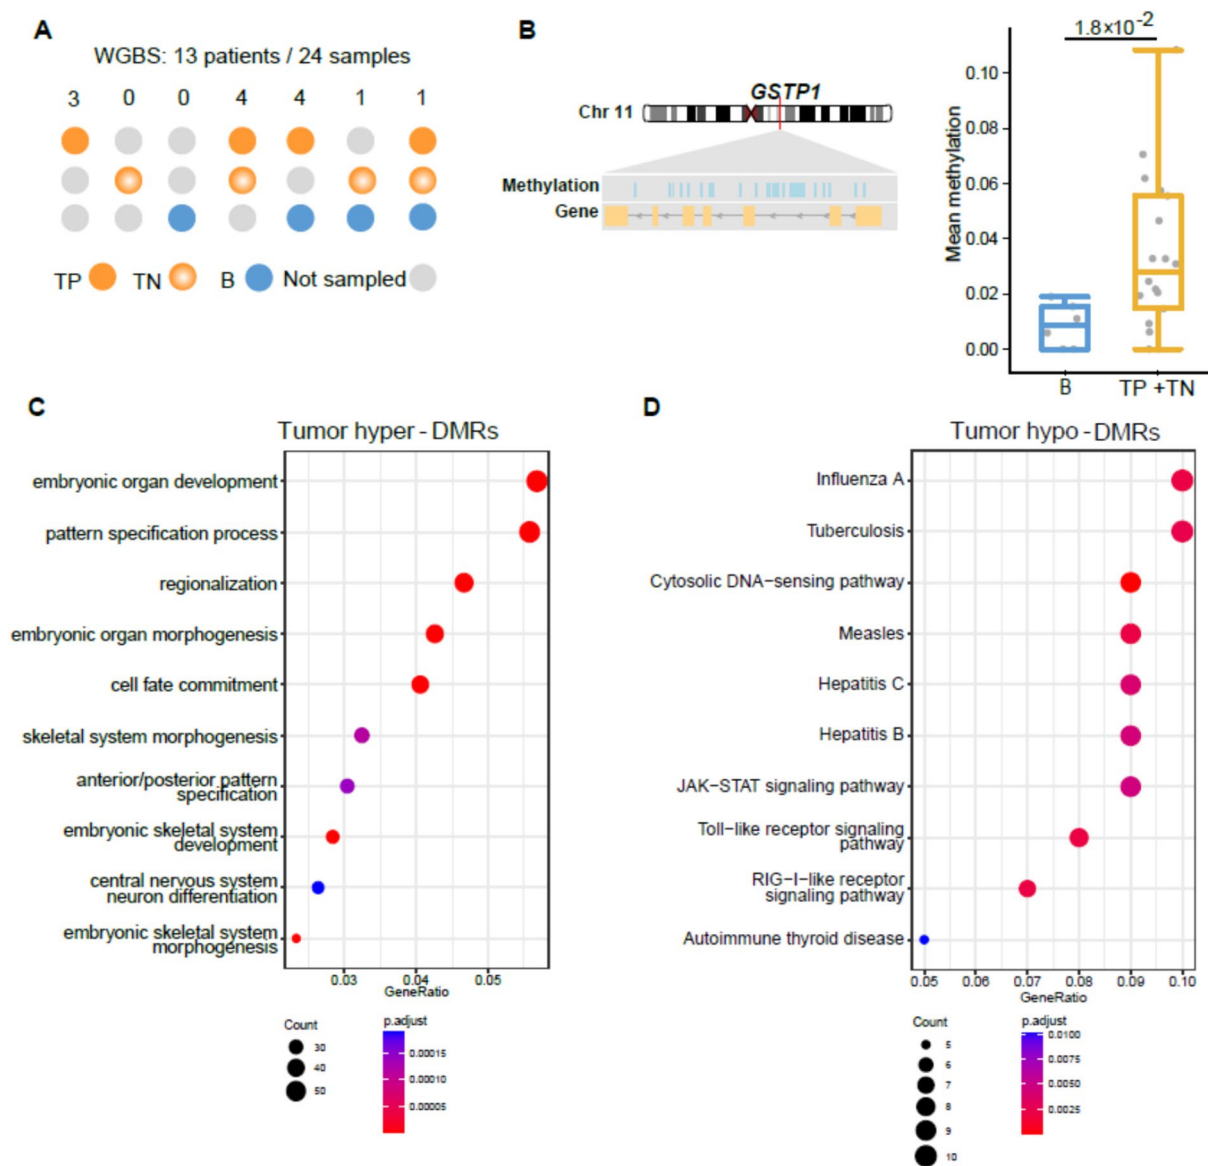 A
WGBS: 13 patients / 24 samples
3 0 0 4 4 1 1
TP TN B Not sampled
B
GSTP1
Chr 11
Methylation
Gene
1.8×10⁻²
Mean methylation
0.10
0.08
0.06
0.04
0.02
0.00
B TP +TN
C
Tumor hyper - DMRs
embryonic organ development
pattern specification process
regionalization
embryonic organ morphogenesis
cell fate commitment
skeletal system morphogenesis
anterior/posterior pattern
specification
embryonic skeletal system
development
central nervous system
neuron differentiation
embryonic skeletal system
morphogenesis
0.03 0.04 0.05
GeneRatio
Count
30
40
50
p.adjust
0.00015
0.00010
0.00005
D
Tumor hypo - DMRs
Influenza A
Tuberculosis
Cytosolic DNA−sensing pathway
Measles
Hepatitis C
Hepatitis B
JAK−STAT signaling pathway
Toll−like receptor signaling
pathway
RIG−I−like receptor
signaling pathway
Autoimmune thyroid disease
0.05 0.06 0.07 0.08 0.09 0.10
GeneRatio
Count
5
6
7
8
9
10
p.adjust
0.0100
0.0075
0.0050
0.0025